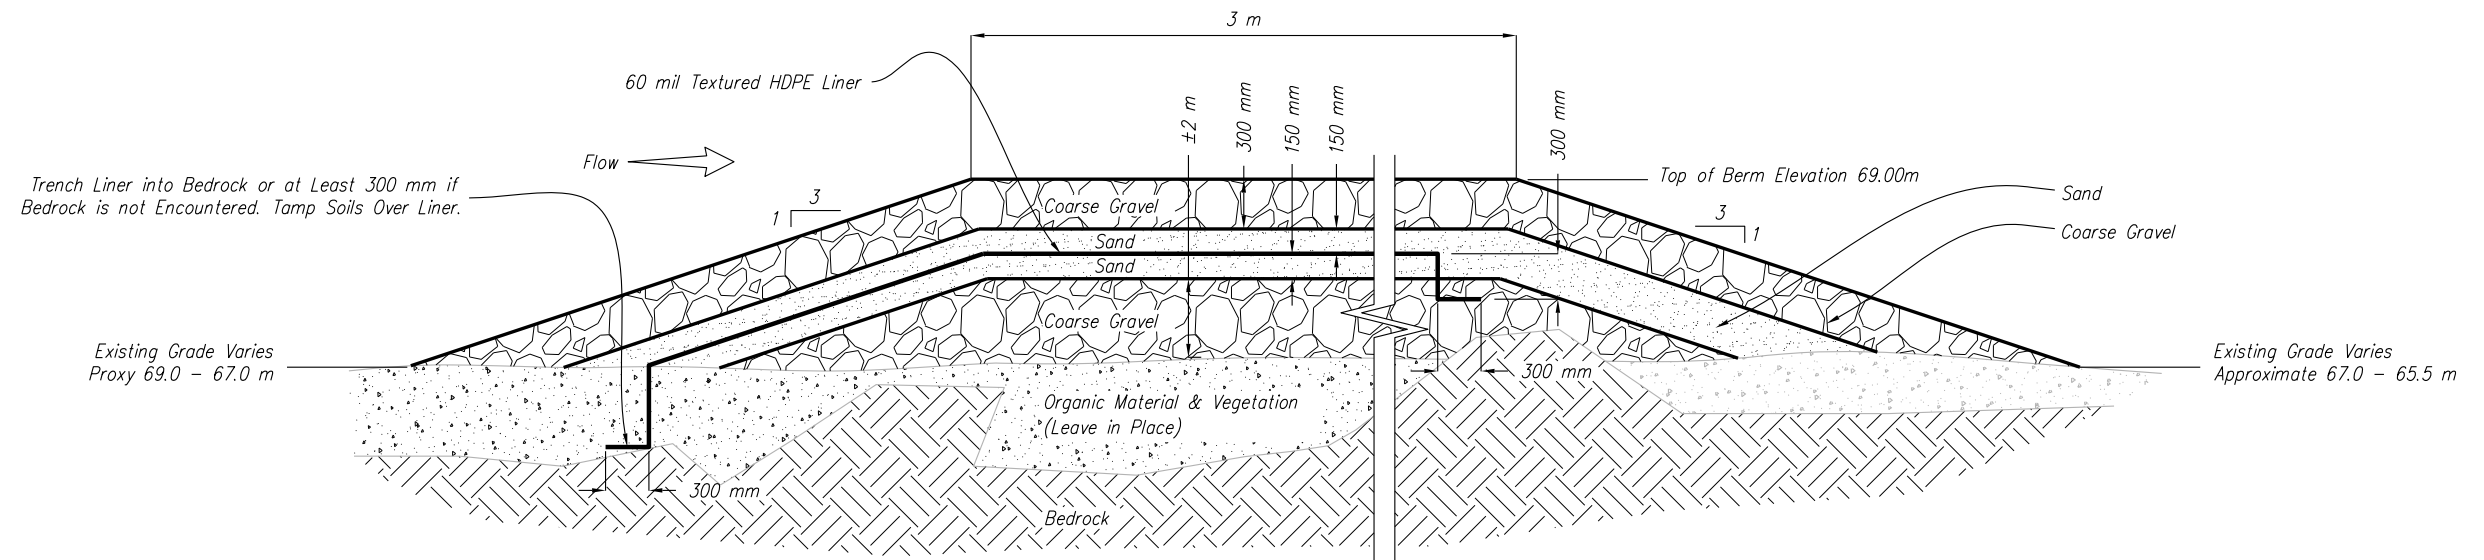 3 m
60 mil Textured HDPE Liner
±2 m
300 mm
150 mm
150 mm
300 mm
Flow
Trench Liner into Bedrock or at Least 300 mm if
Bedrock is not Encountered. Tamp Soils Over Liner.
Top of Berm Elevation 69.00m
Sand
3
1
Coarse Gravel
3
1
Coarse Gravel
Sand
Sand
Coarse Gravel
Existing Grade Varies
Proxy 69.0 - 67.0 m
Existing Grade Varies
Approximate 67.0 - 65.5 m
300 mm
Organic Material & Vegetation
(Leave in Place)
300 mm
Bedrock